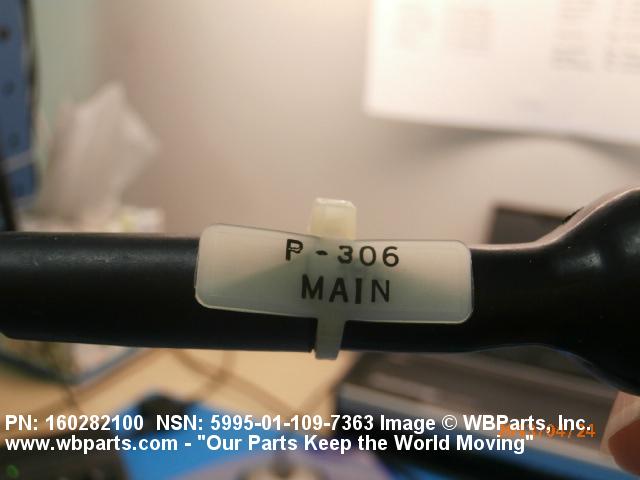 P - 306
MAIN
PN: 160282100 NSN: 5995-01-109-7363 Image © WBParts, Inc.
www.wbparts.com - "Our Parts Keep the World Moving"